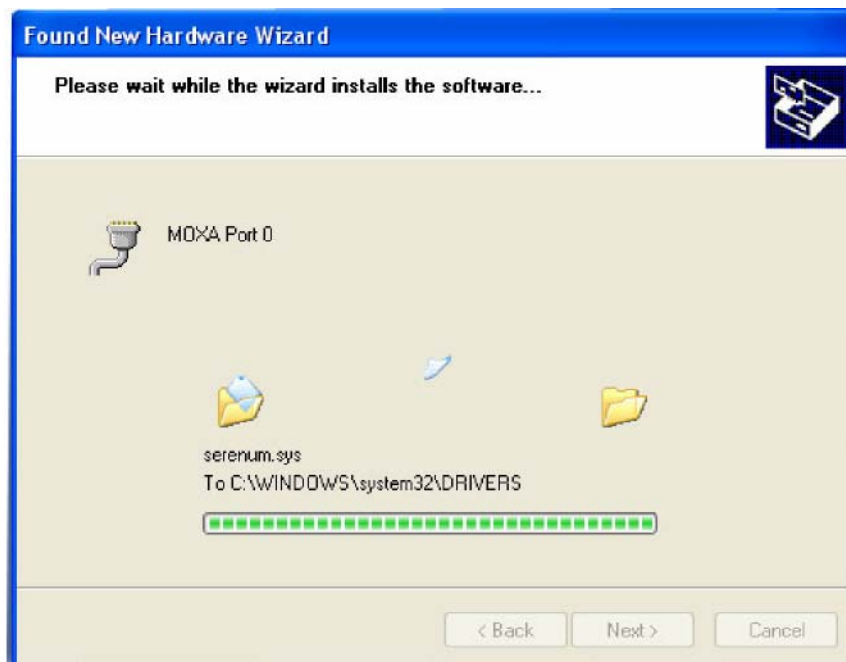 Found New Hardware Wizard
Please wait while the wizard installs the software...
MOXA Port 0
serenum.sys
To C:\WINDOWS\system32\DRIVERS
< Back
Next >
Cancel